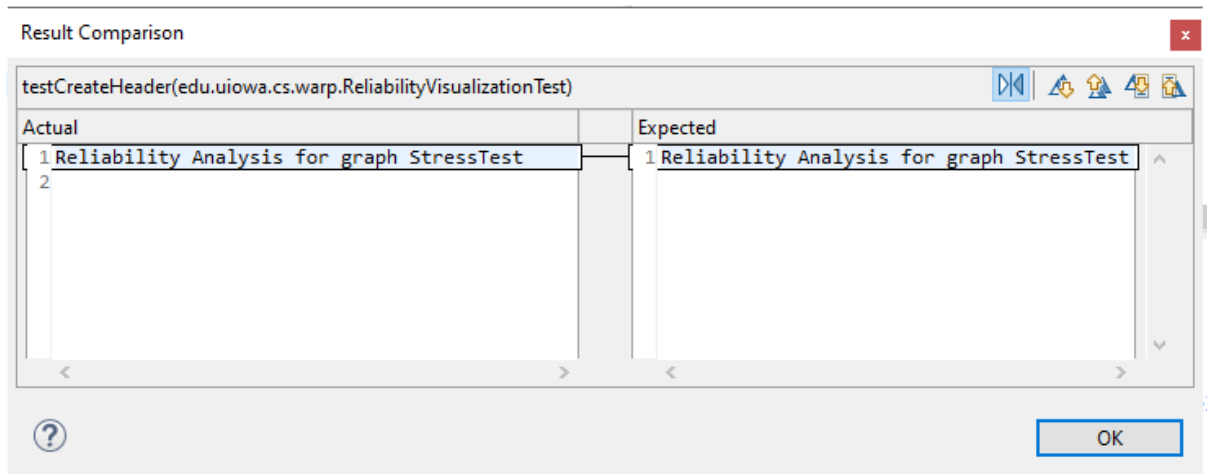 Result Comparison
x
testCreateHeader(edu.uiowa.cs.warp.ReliabilityVisualizationTest)
Actual
Expected
1 Reliability Analysis for graph StressTest
1 Reliability Analysis for graph StressTest
2
?
OK